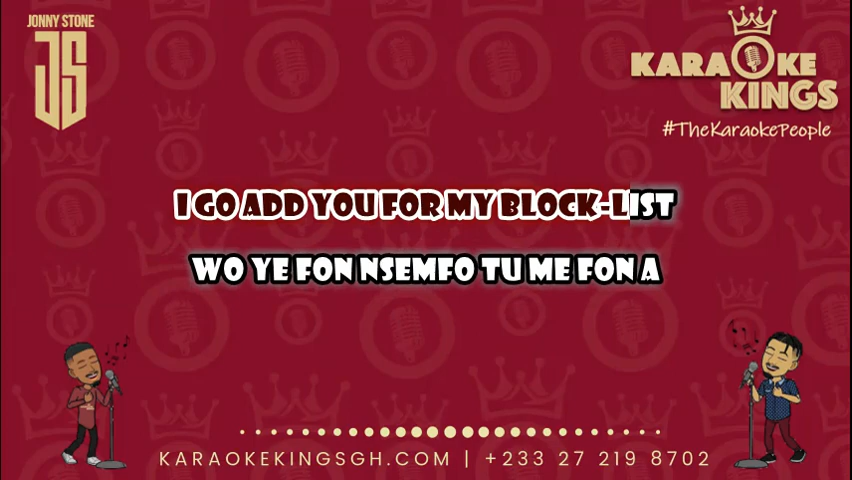 JONNY STONE
JS
KARAOKE
KINGS
#TheKaraokePeople
I GO ADD YOU FOR MY BLOCK-LIST
WO YE FON NSEMFO TU ME FON A
KARAOKEKINGSGH.COM | +233 27 219 8702